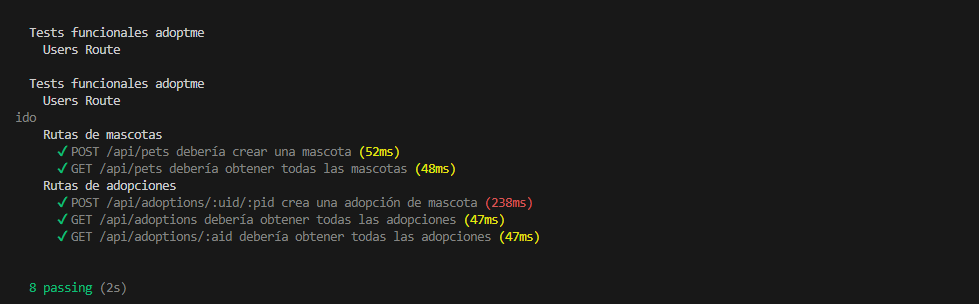 Tests funcionales adoptme
Users Route
Tests funcionales adoptme
Users Route
ido
Rutas de mascotas
✓ POST /api/pets debería crear una mascota (52ms)
✓ GET /api/pets debería obtener todas las mascotas (48ms)
Rutas de adopciones
✓ POST /api/adoptions/:uid/:pid crea una adopción de mascota (238ms)
✓ GET /api/adoptions debería obtener todas las adopciones (47ms)
✓ GET /api/adoptions/:aid debería obtener todas las adopciones (47ms)
8 passing (2s)